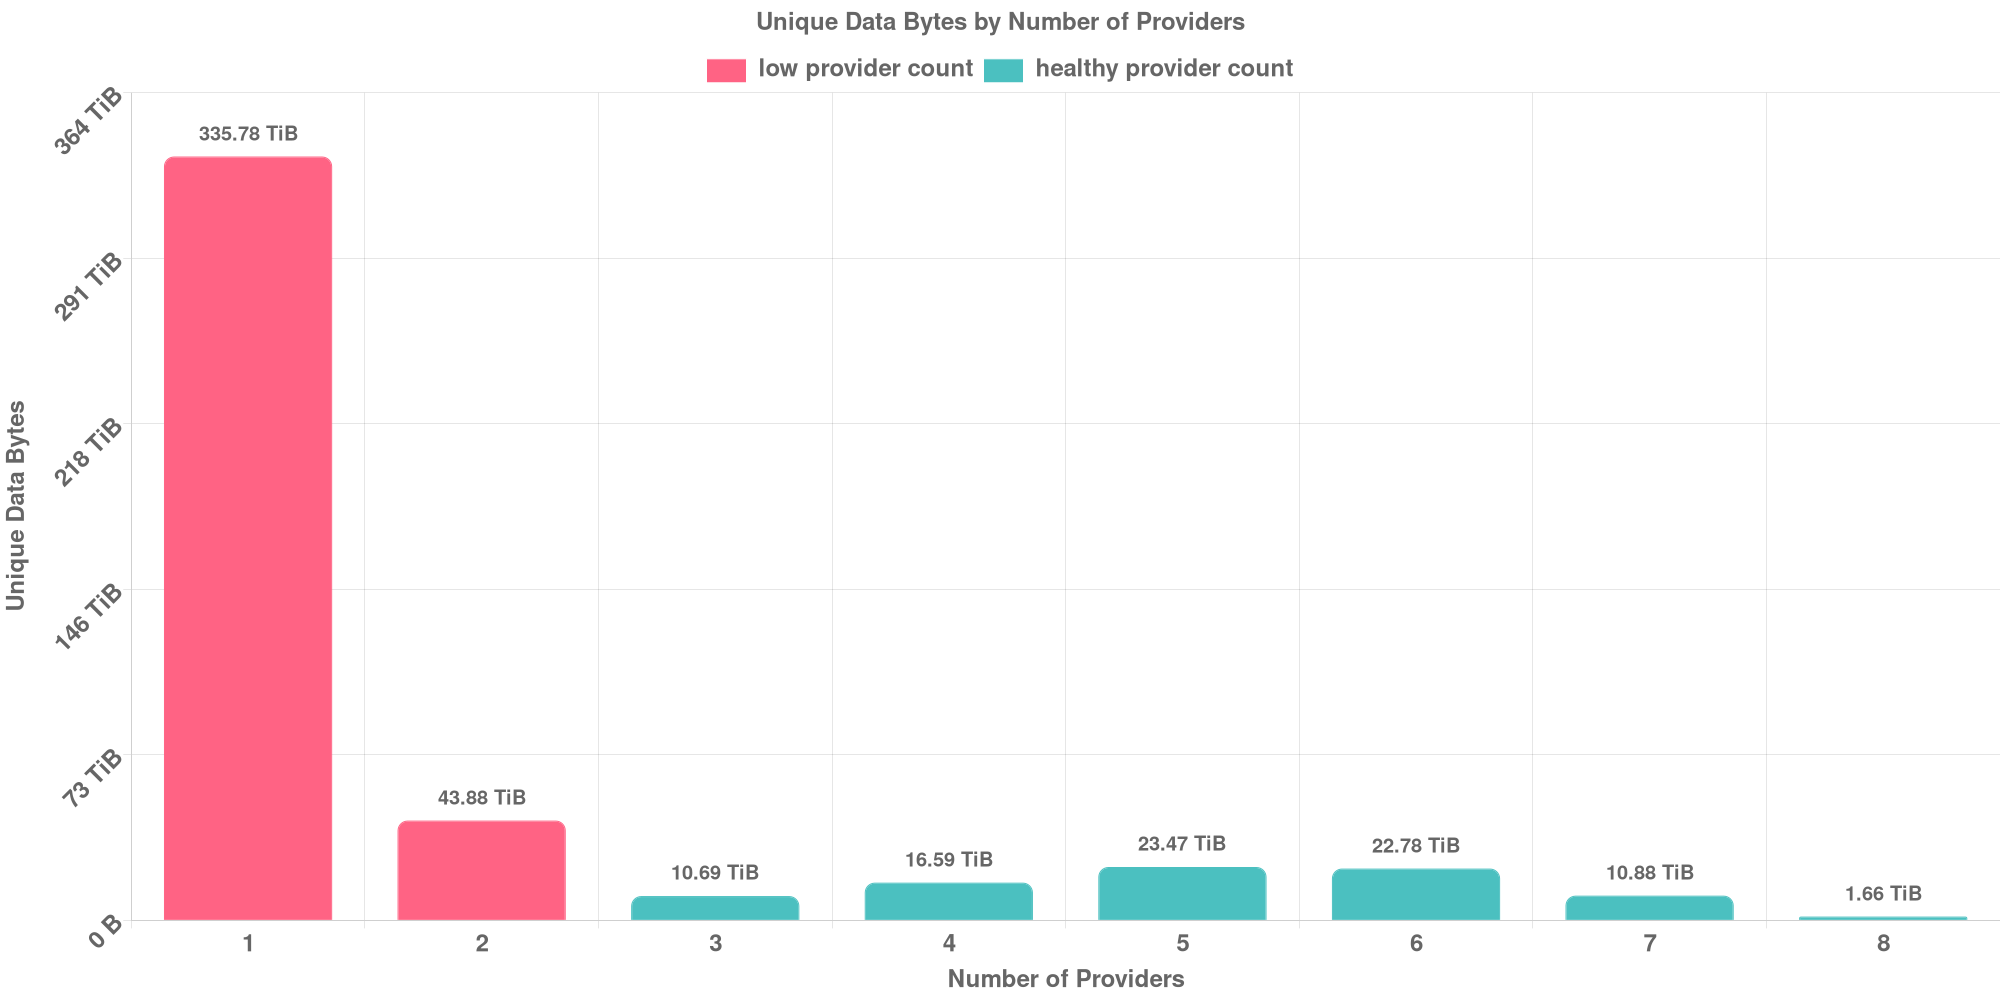 Unique Data Bytes by Number of Providers
low provider count healthy provider count
364 TiB
291 TiB
218 TiB
146 TiB
73 TiB
0 B
Unique Data Bytes
335.78 TiB
43.88 TiB
10.69 TiB
16.59 TiB
23.47 TiB
22.78 TiB
10.88 TiB
1.66 TiB
1 2 3 4 5 6 7 8
Number of Providers